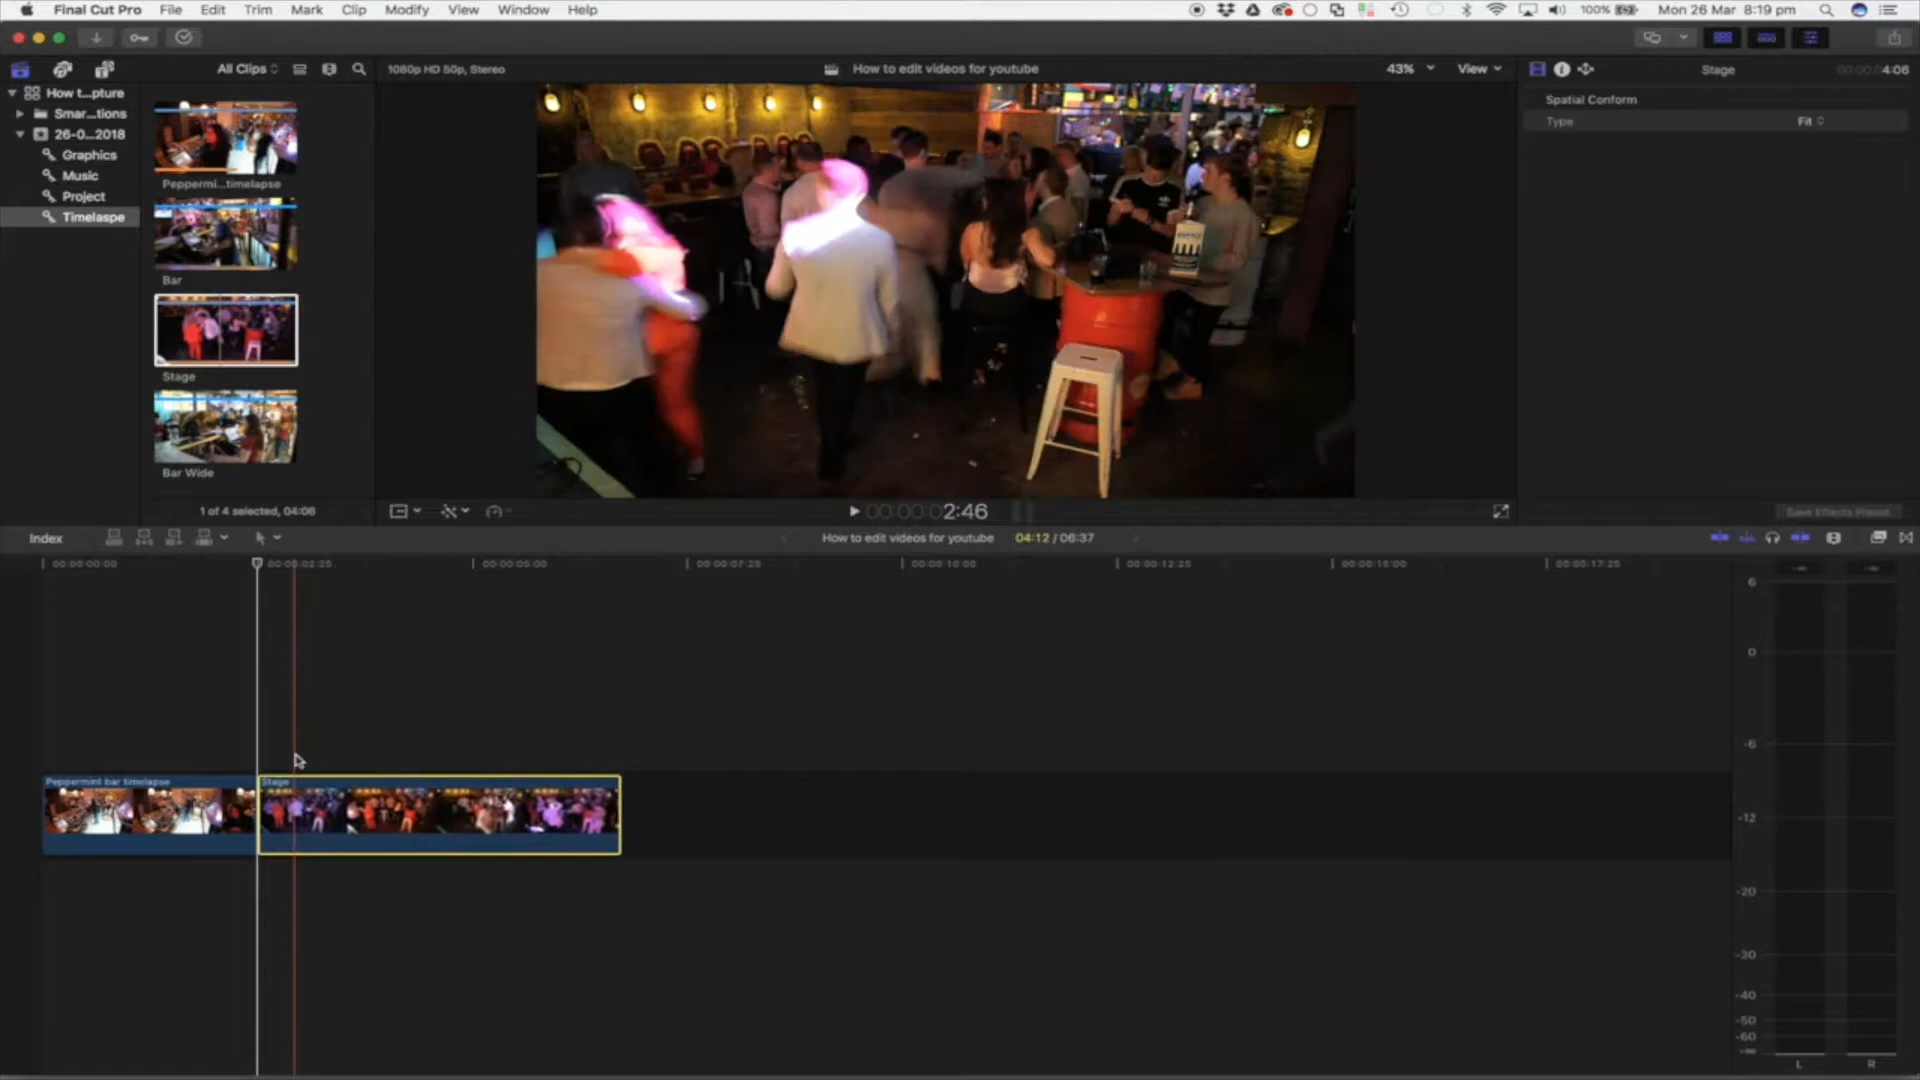 Final Cut Pro File Edit Trim Mark Clip Modify View Window Help
100% Mon 26 Mar 8:19 pm
All Clips
1080p HD 50p, Stereo
How to edit videos for youtube
43%
View
Stage
4:06
How t...pture
Smar...tions
26-0...2018
Graphics
Music
Project
Timelaspe
Peppermi...timelapse
Bar
Stage
Bar Wide
1 of 4 selected, 04:06
Spatial Conform
Type
Fit
00:00:00 2:46
Save Effects Preset
Index
How to edit videos for youtube
04:12 / 06:37
00:00:00:00
00:00:02:25
00:00:05:00
00:00:07:25
00:00:10:00
00:00:12:25
00:00:15:00
00:00:17:25
Peppermint bar timelapse
Stage
6
0
-6
-12
-20
-30
-40
-50
-60
-∞
L
R